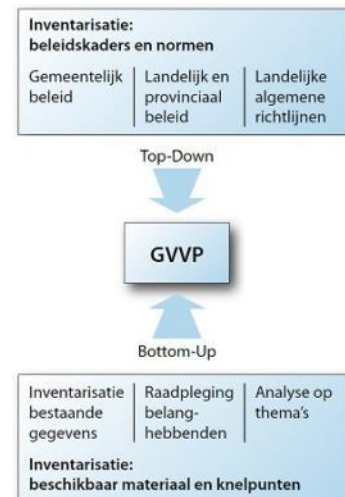 Inventarisatie:
beleidskaders en normen
Gemeentelijk
beleid
Landelijk en
provinciaal
beleid
Landelijke
algemene
richtlijnen
Top-Down
GVVP
Bottom-Up
Inventarisatie
bestaande
gegevens
Raadpleging
belang-
hebbenden
Analyse op
thema's
Inventarisatie:
beschikbaar materiaal en knelpunten